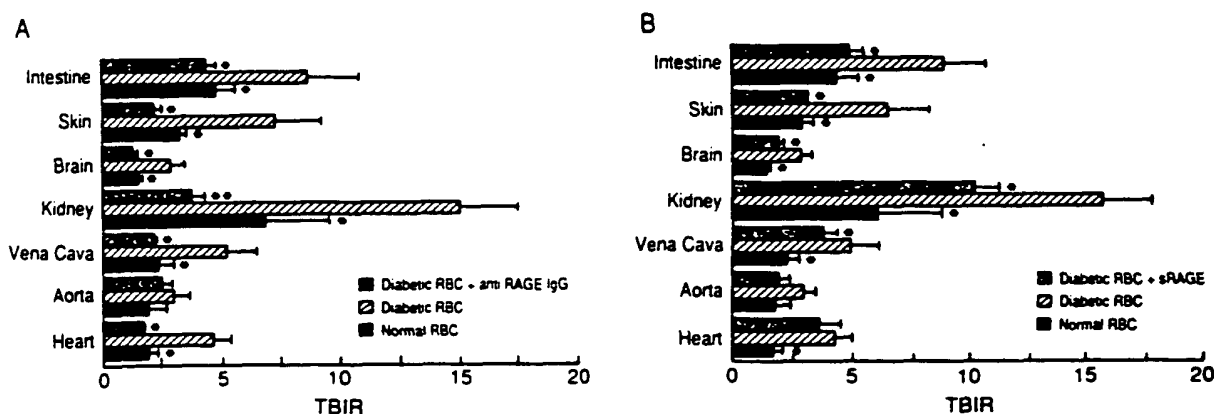 A
Intestine
Skin
Brain
Kidney
Vena Cava
Aorta
Heart
Diabetic RBC + anti RAGE IgG
Diabetic RBC
Normal RBC
0 5 10 15 20
TBIR
B
Intestine
Skin
Brain
Kidney
Vena Cava
Aorta
Heart
Diabetic RBC + sRAGE
Diabetic RBC
Normal RBC
0 5 10 15 20
TBIR